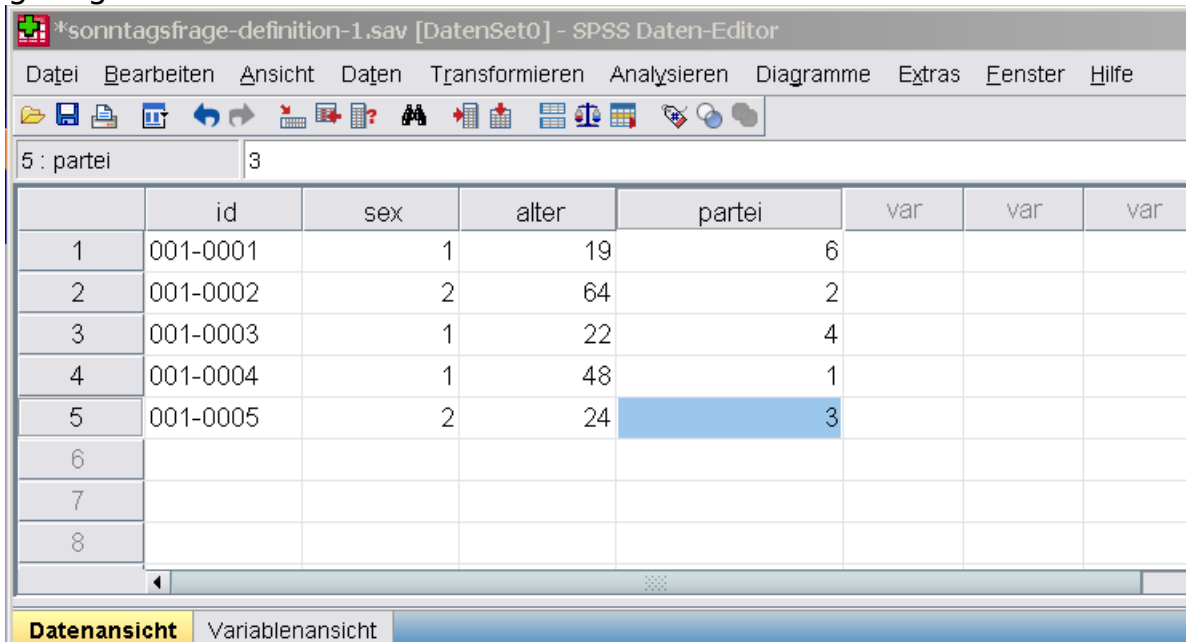 *sonntagsfrage-definition-1.sav [DatenSet0] - SPSS Daten-Editor
Datei Bearbeiten Ansicht Daten Transformieren Analysieren Diagramme Extras Fenster Hilfe
5 : partei 3
id sex alter partei var var var
1 001-0001 1 19 6
2 001-0002 2 64 2
3 001-0003 1 22 4
4 001-0004 1 48 1
5 001-0005 2 24 3
6
7
8
Datenansicht Variablenansicht